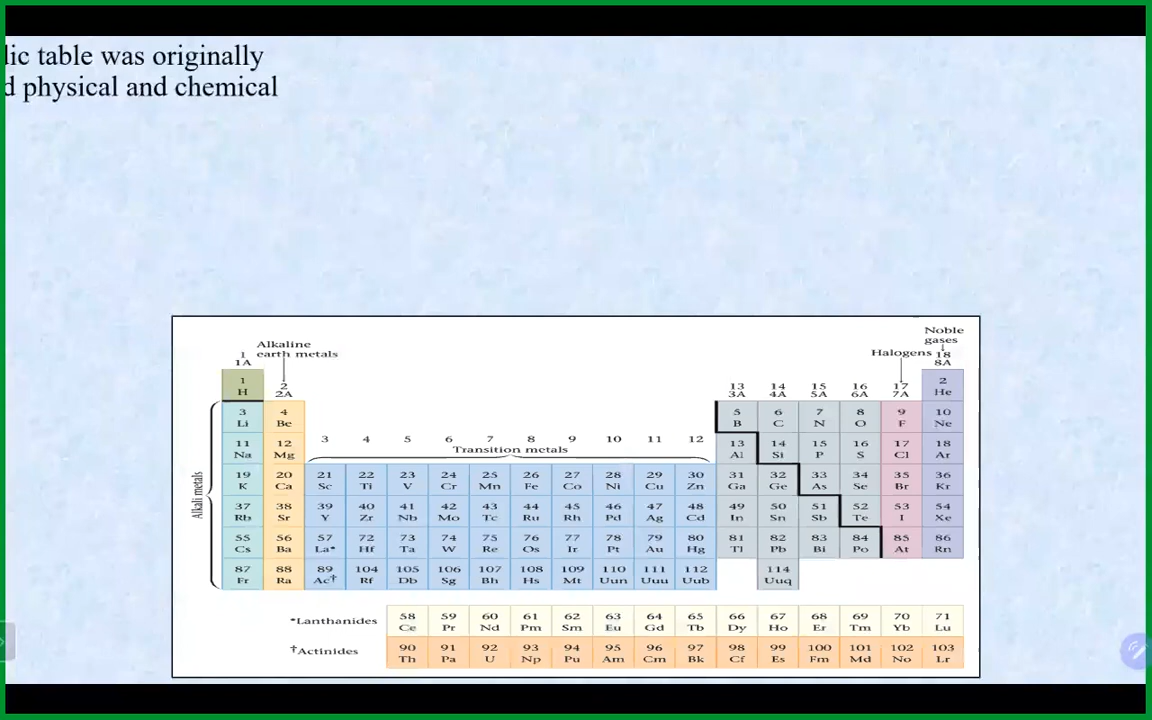 lic table was originally
d physical and chemical
Noble
gases
Alkaline
earth metals
Halogens
1
1A
2
2A
13 14 15 16 17 18
3A 4A 5A 6A 7A 8A
1 2
H He
3 4 5 6 7 8 9 10
Li Be B C N O F Ne
3 4 5 6 7 8 9 10 11 12
Transition metals
11 12 13 14 15 16 17 18
Na Mg Al Si P S Cl Ar
19 20 21 22 23 24 25 26 27 28 29 30 31 32 33 34 35 36
K Ca Sc Ti V Cr Mn Fe Co Ni Cu Zn Ga Ge As Se Br Kr
Alkali metals
37 38 39 40 41 42 43 44 45 46 47 48 49 50 51 52 53 54
Rb Sr Y Zr Nb Mo Tc Ru Rh Pd Ag Cd In Sn Sb Te I Xe
55 56 57 72 73 74 75 76 77 78 79 80 81 82 83 84 85 86
Cs Ba La* Hf Ta W Re Os Ir Pt Au Hg Tl Pb Bi Po At Rn
87 88 89 104 105 106 107 108 109 110 111 112 114
Fr Ra Ac† Rf Db Sg Bh Hs Mt Uun Uuu Uub Uuq
*Lanthanides
58 59 60 61 62 63 64 65 66 67 68 69 70 71
Ce Pr Nd Pm Sm Eu Gd Tb Dy Ho Er Tm Yb Lu
†Actinides
90 91 92 93 94 95 96 97 98 99 100 101 102 103
Th Pa U Np Pu Am Cm Bk Cf Es Fm Md No Lr